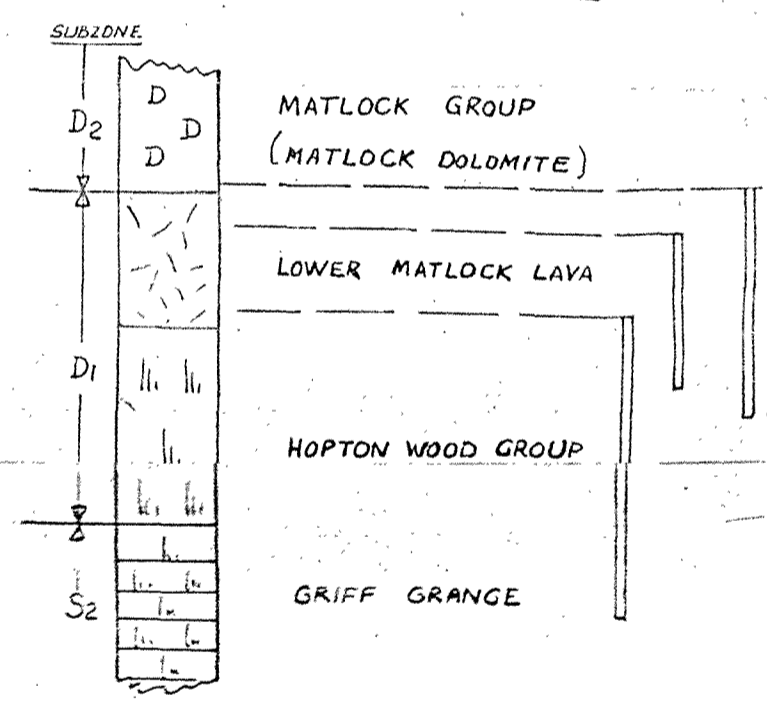 SUBZONE
D
D
D
D2
MATLOCK GROUP
(MATLOCK DOLOMITE)
LOWER MATLOCK LAVA
D1
HOPTON WOOD GROUP
S2
GRIFF GRANGE